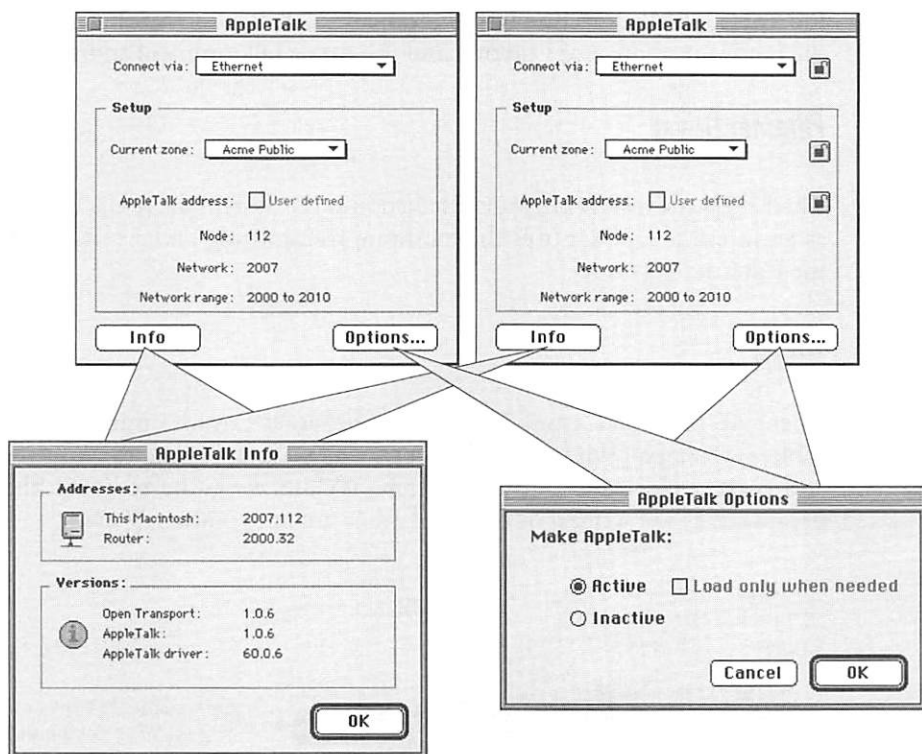 AppleTalk
Connect via: Ethernet
Setup
Current zone: Acme Public
AppleTalk address: User defined
Node: 112
Network: 2007
Network range: 2000 to 2010
Info Options...
AppleTalk
Connect via: Ethernet
Setup
Current zone: Acme Public
AppleTalk address: User defined
Node: 112
Network: 2007
Network range: 2000 to 2010
Info Options...
AppleTalk Info
Addresses:
This Macintosh: 2007.112
Router: 2000.32
Versions:
Open Transport: 1.0.6
AppleTalk: 1.0.6
AppleTalk driver: 60.0.6
OK
AppleTalk Options
Make AppleTalk:
Active Load only when needed
Inactive
Cancel OK